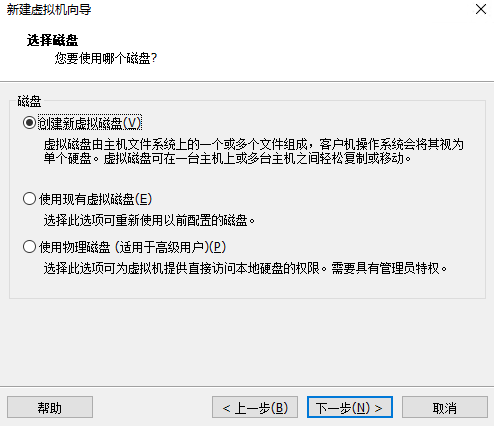 新建虚拟机向导
选择磁盘
您要使用哪个磁盘?
磁盘
创建新虚拟磁盘(V)
虚拟磁盘由主机文件系统上的一个或多个文件组成，客户机操作系统会将其视为
单个硬盘。虚拟磁盘可在一台主机上或多台主机之间轻松复制或移动。
使用现有虚拟磁盘(E)
选择此选项可重新使用以前配置的磁盘。
使用物理磁盘 (适用于高级用户)(P)
选择此选项可为虚拟机提供直接访问本地硬盘的权限。需要具有管理员特权。
帮助
< 上一步(B)
下一步(N) >
取消